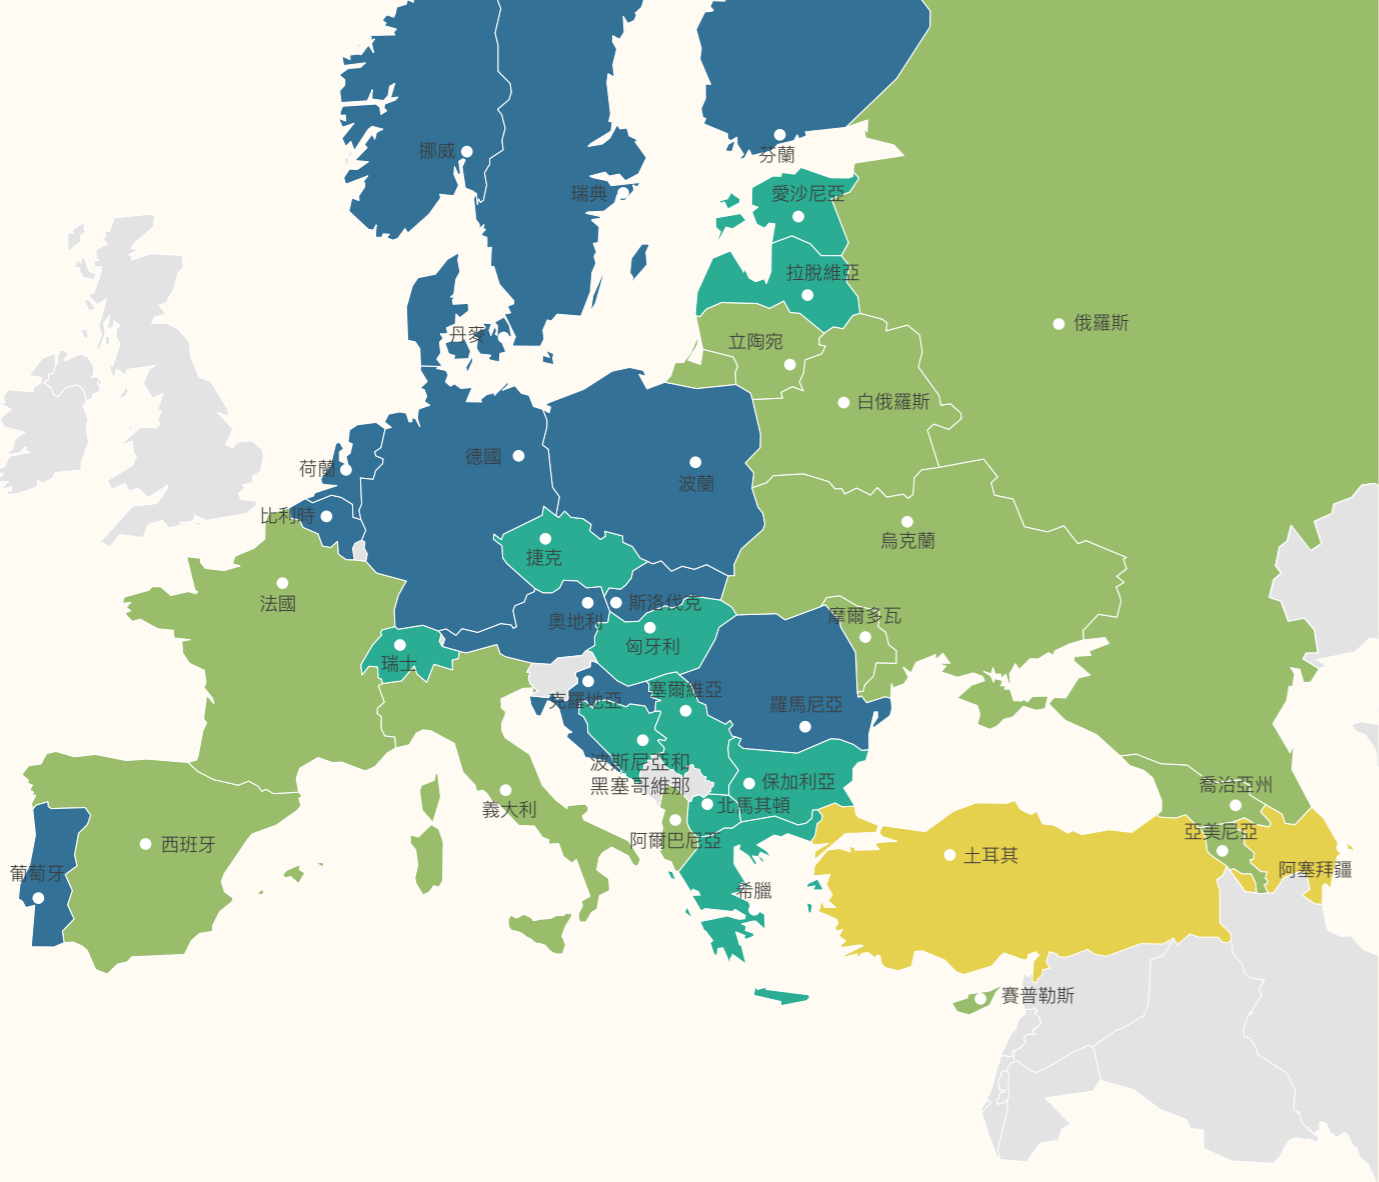 挪威
芬蘭
瑞典
愛沙尼亞
拉脫維亞
俄羅斯
丹麥
立陶宛
白俄羅斯
荷蘭
德國
波蘭
比利時
烏克蘭
捷克
法國
斯洛伐克
奧地利
摩爾多瓦
匈牙利
瑞士
塞爾維亞
克羅地亞
羅馬尼亞
波斯尼亞和
黑塞哥維那
保加利亞
喬治亞州
北馬其頓
義大利
亞美尼亞
阿爾巴尼亞
西班牙
土耳其
葡萄牙
阿塞拜疆
希臘
賽普勒斯